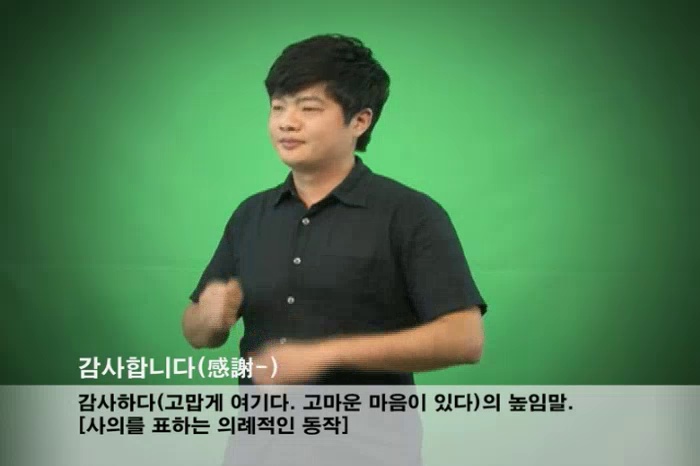 감사합니다(感謝-)
감사하다(고맙게 여기다. 고마운 마음이 있다)의 높임말.
[사의를 표하는 의례적인 동작]